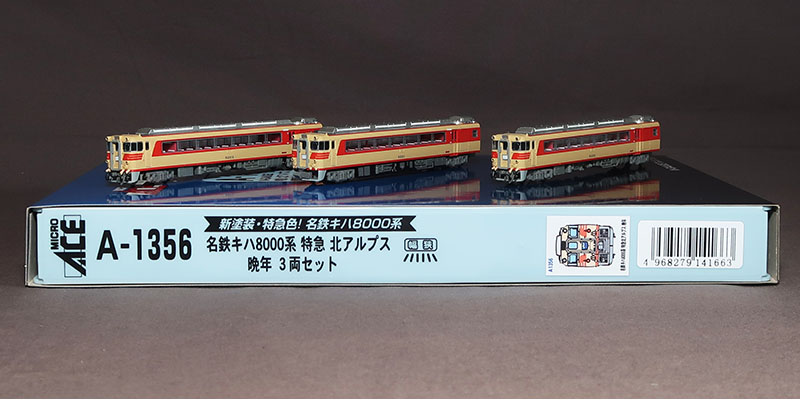 MICRO
ACE
A-1356
新塗装・特急色! 名鉄キハ8000系
名鉄キハ8000系 特急 北アルプス
晩年 3両セット
A1356
4 968279 141663